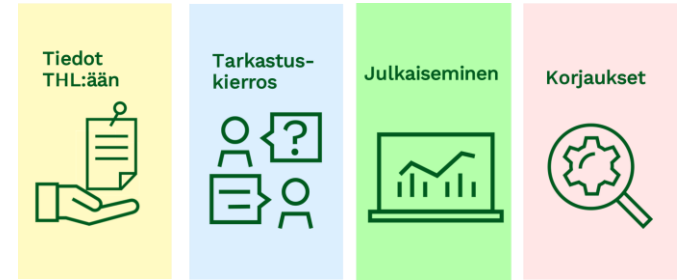 Tiedot
THL:ään
Tarkastus-
kierros
Julkaiseminen
Korjaukset
?